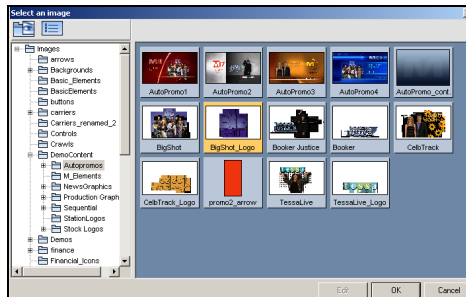 Select an image
Images
arrows
Backgrounds
Basic_Elements
BasicElements
buttons
carriers
Carriers_renamed_2
Controls
Crawls
DemoContent
Autopromos
M_Elements
NewsGraphics
Production Graph
Sequential
StationLogos
Stock Logos
Demos
finance
Financial_Icons
AutoPromo1
AutoPromo2
AutoPromo3
AutoPromo4
AutoPromo_cont.
BigShot
BigShot_Logo
Booker Justice
Booker
CelbTrack
CelbTrack_Logo
promo2_arrow
TessaLive
TessaLive_Logo
Edit
OK
Cancel